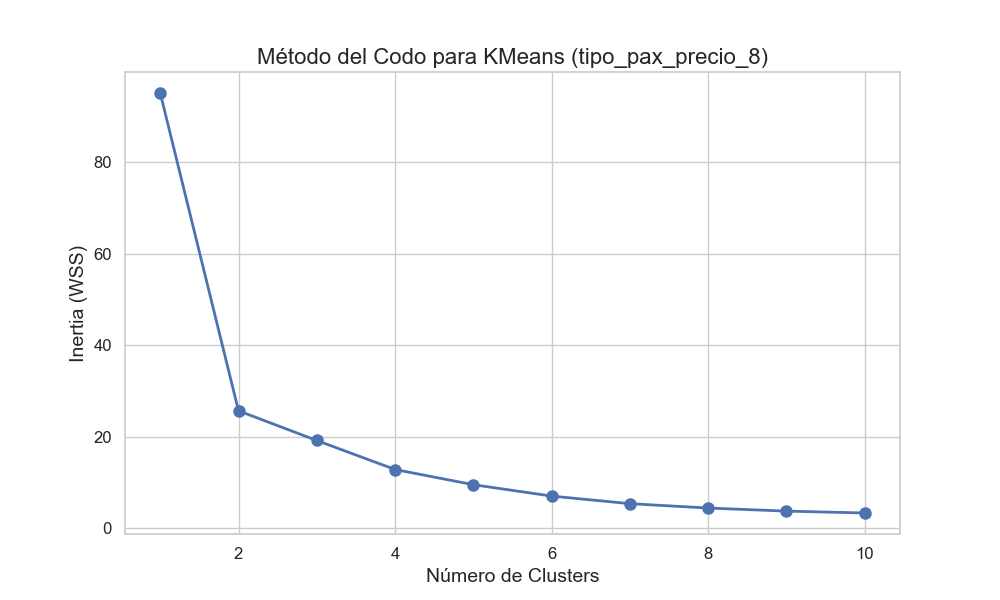 Método del Codo para KMeans (tipo_pax_precio_8)
Inertia (WSS)
80
60
40
20
0
2 4 6 8 10
Número de Clusters